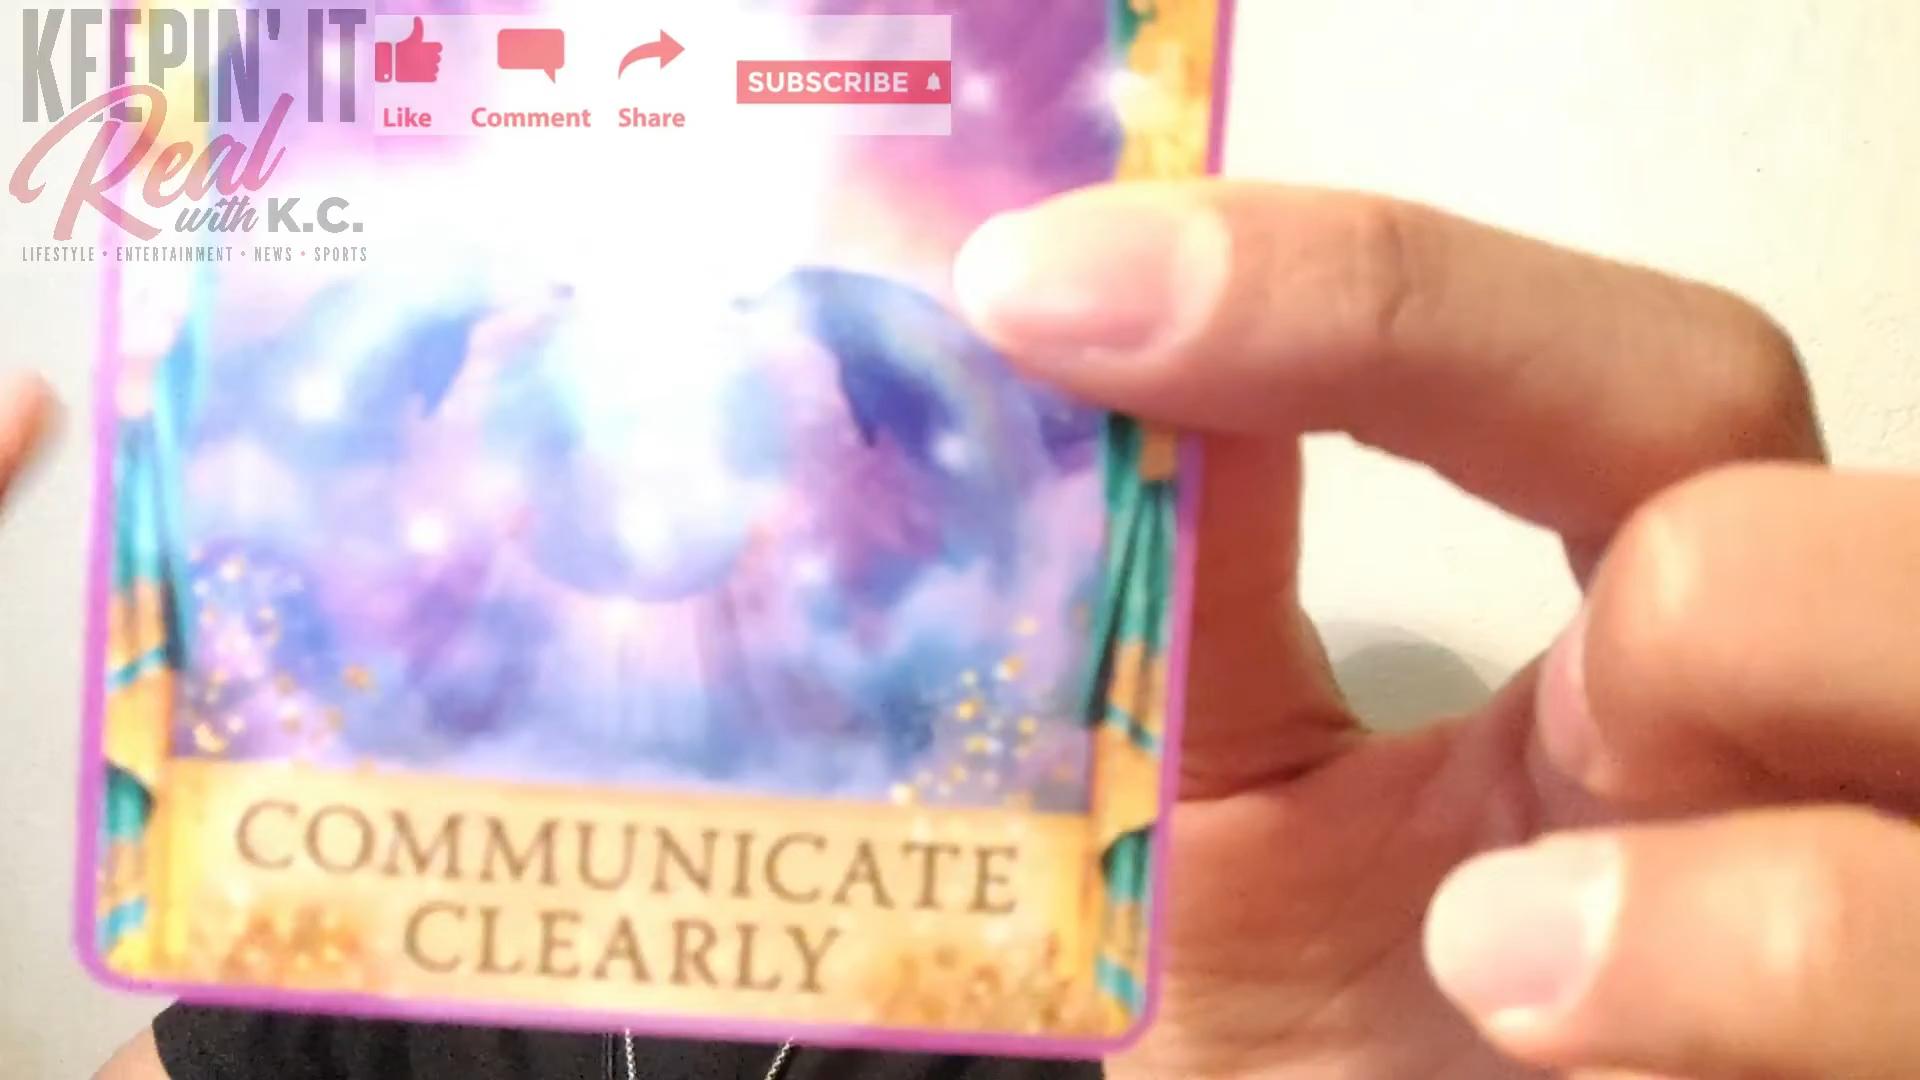 KEEPIN' IT
Real
with K.C.
LIFESTYLE • ENTERTAINMENT • NEWS • SPORTS
Like
Comment
Share
SUBSCRIBE
COMMUNICATE
CLEARLY